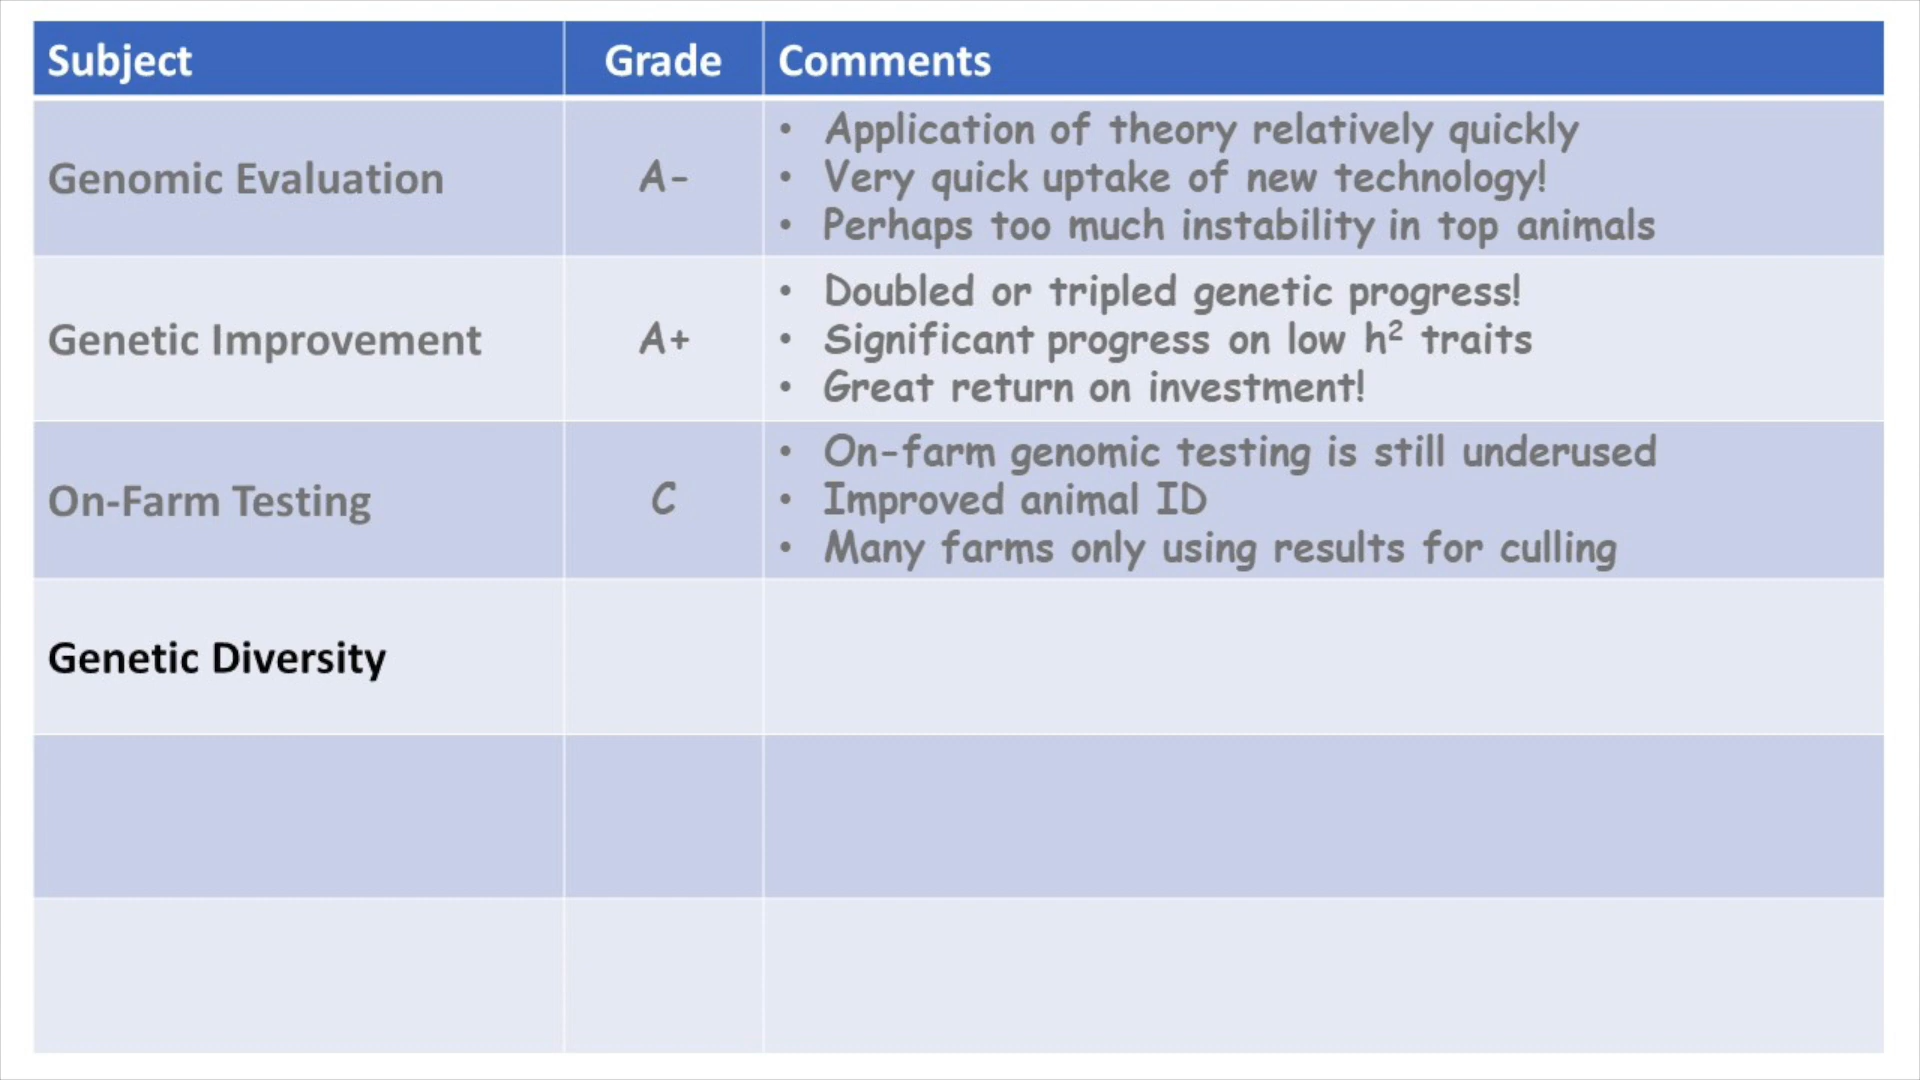 Subject Grade Comments
Genomic Evaluation A-
• Application of theory relatively quickly
• Very quick uptake of new technology!
• Perhaps too much instability in top animals
Genetic Improvement A+
• Doubled or tripled genetic progress!
• Significant progress on low h² traits
• Great return on investment!
On-Farm Testing C
• On-farm genomic testing is still underused
• Improved animal ID
• Many farms only using results for culling
Genetic Diversity